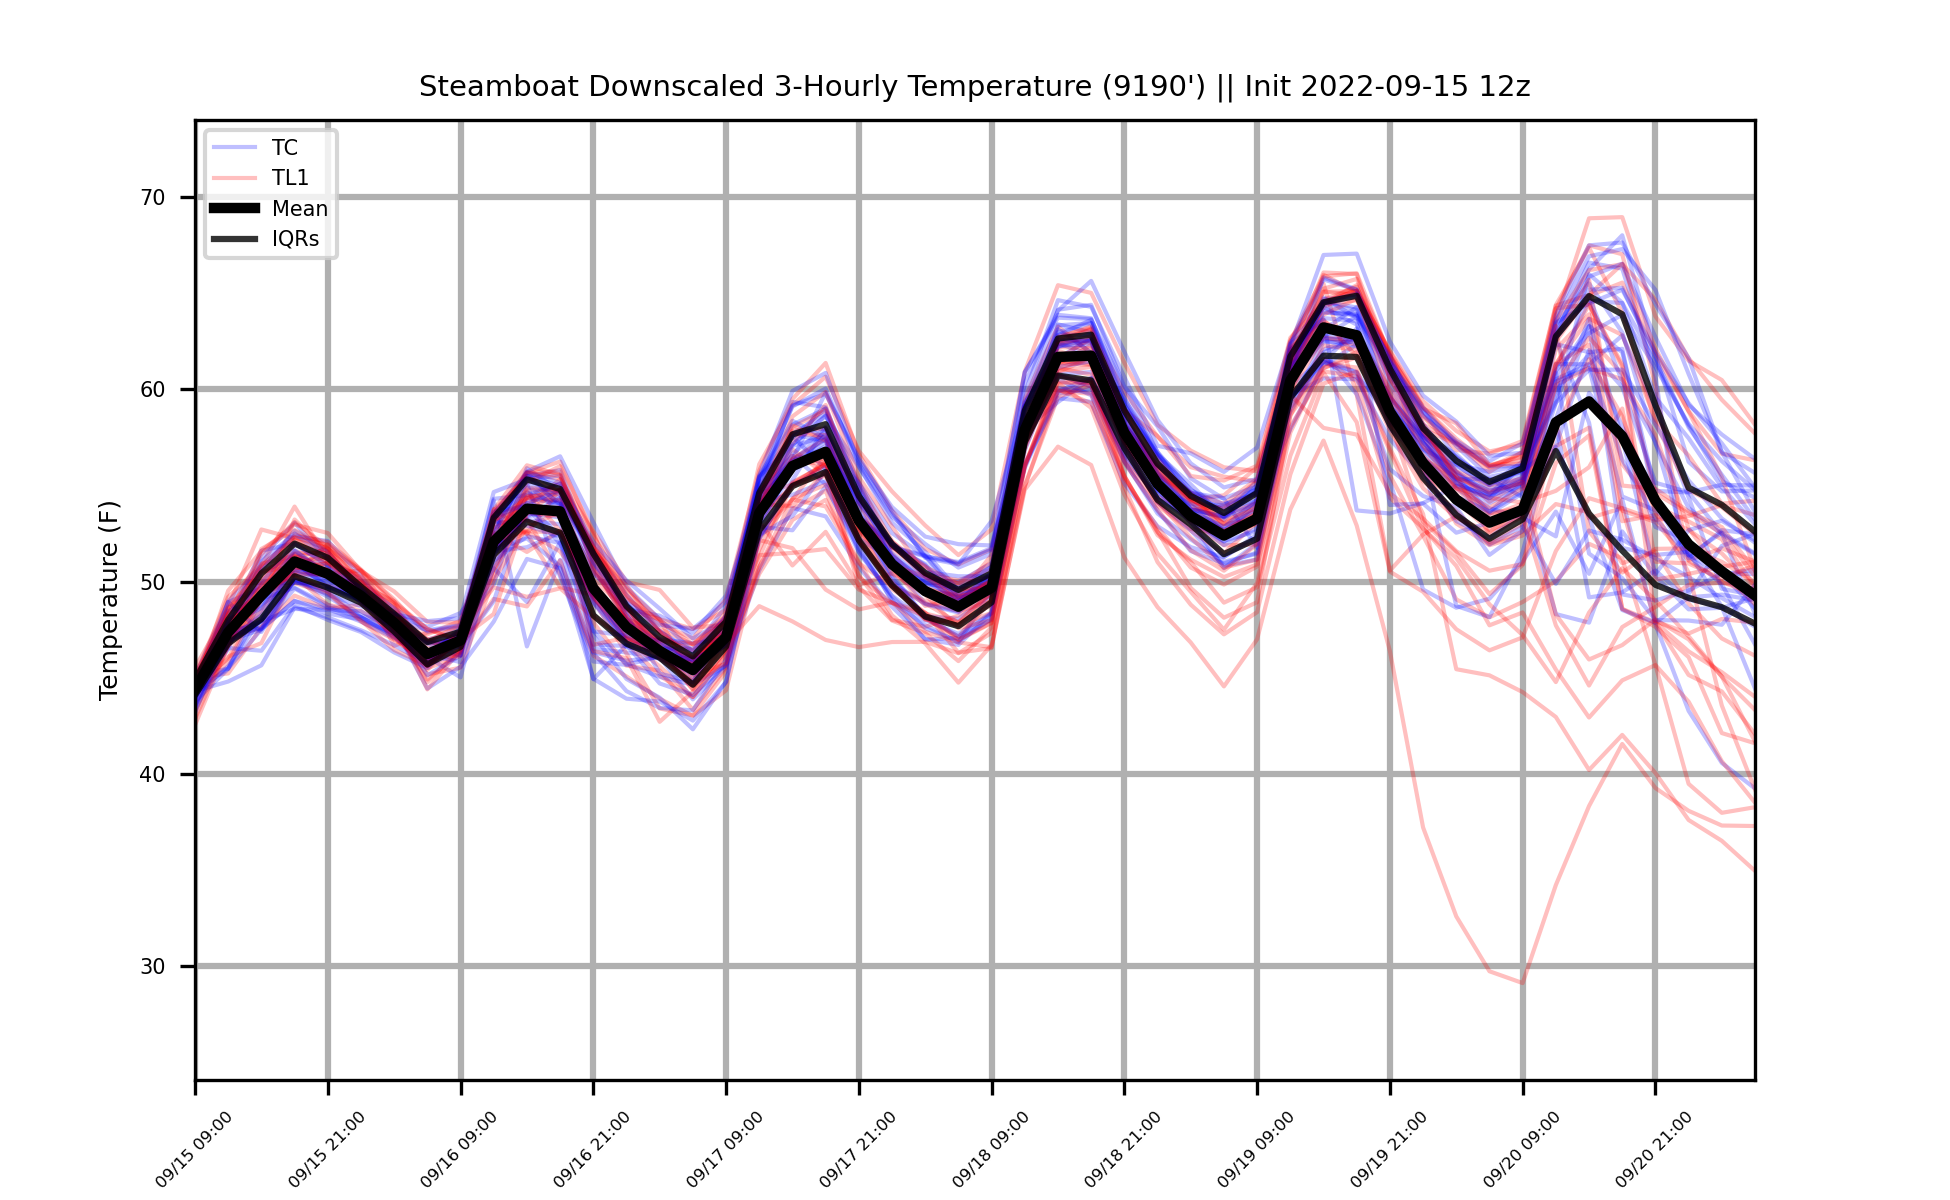 Steamboat Downscaled 3-Hourly Temperature (9190') || Init 2022-09-15 12z
TC
TL1
Mean
IQRs
Temperature (F)
70
60
50
40
30
09/15 09:00
09/15 21:00
09/16 09:00
09/16 21:00
09/17 09:00
09/17 21:00
09/18 09:00
09/18 21:00
09/19 09:00
09/19 21:00
09/20 09:00
09/20 21:00